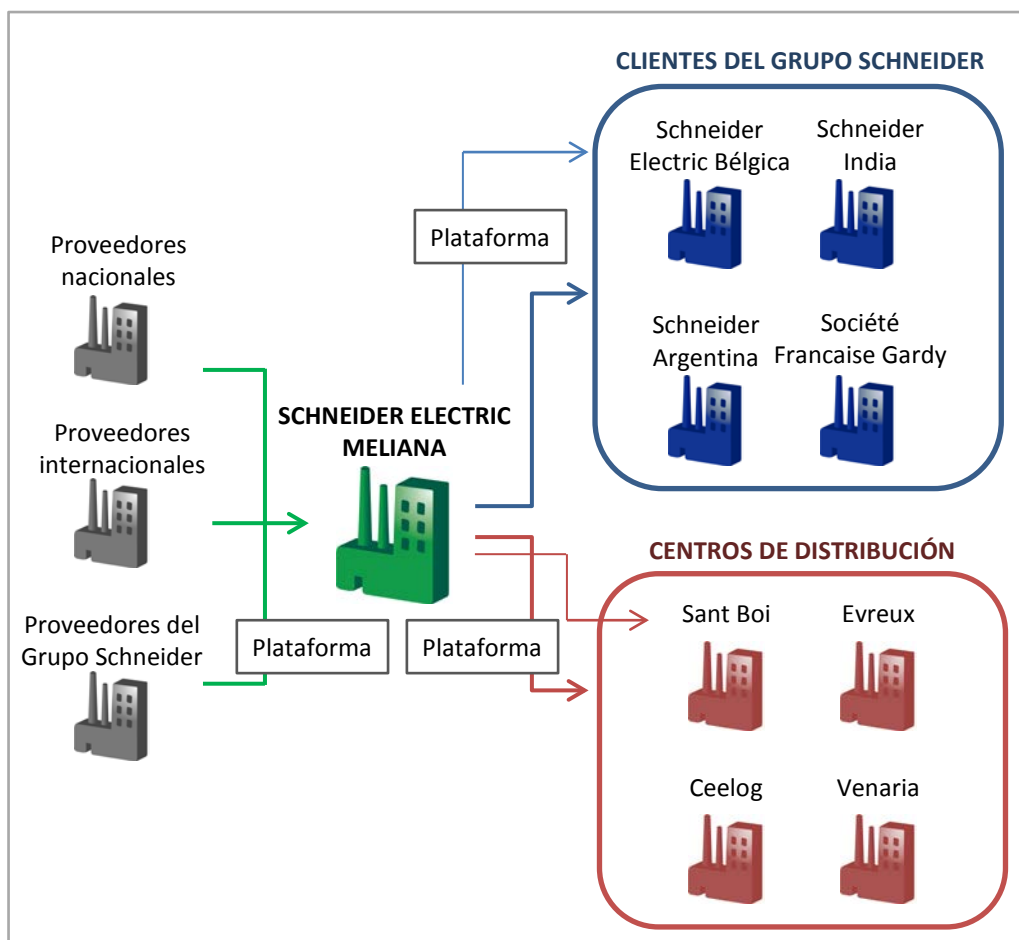 CLIENTES DEL GRUPO SCHNEIDER
Schneider
Electric Bélgica
Schneider
India
Plataforma
Proveedores
nacionales
Schneider
Argentina
Société
Francaise Gardy
SCHNEIDER ELECTRIC
MELIANA
Proveedores
internacionales
CENTROS DE DISTRIBUCIÓN
Sant Boi
Evreux
Proveedores del
Grupo Schneider
Plataforma
Plataforma
Ceelog
Venaria